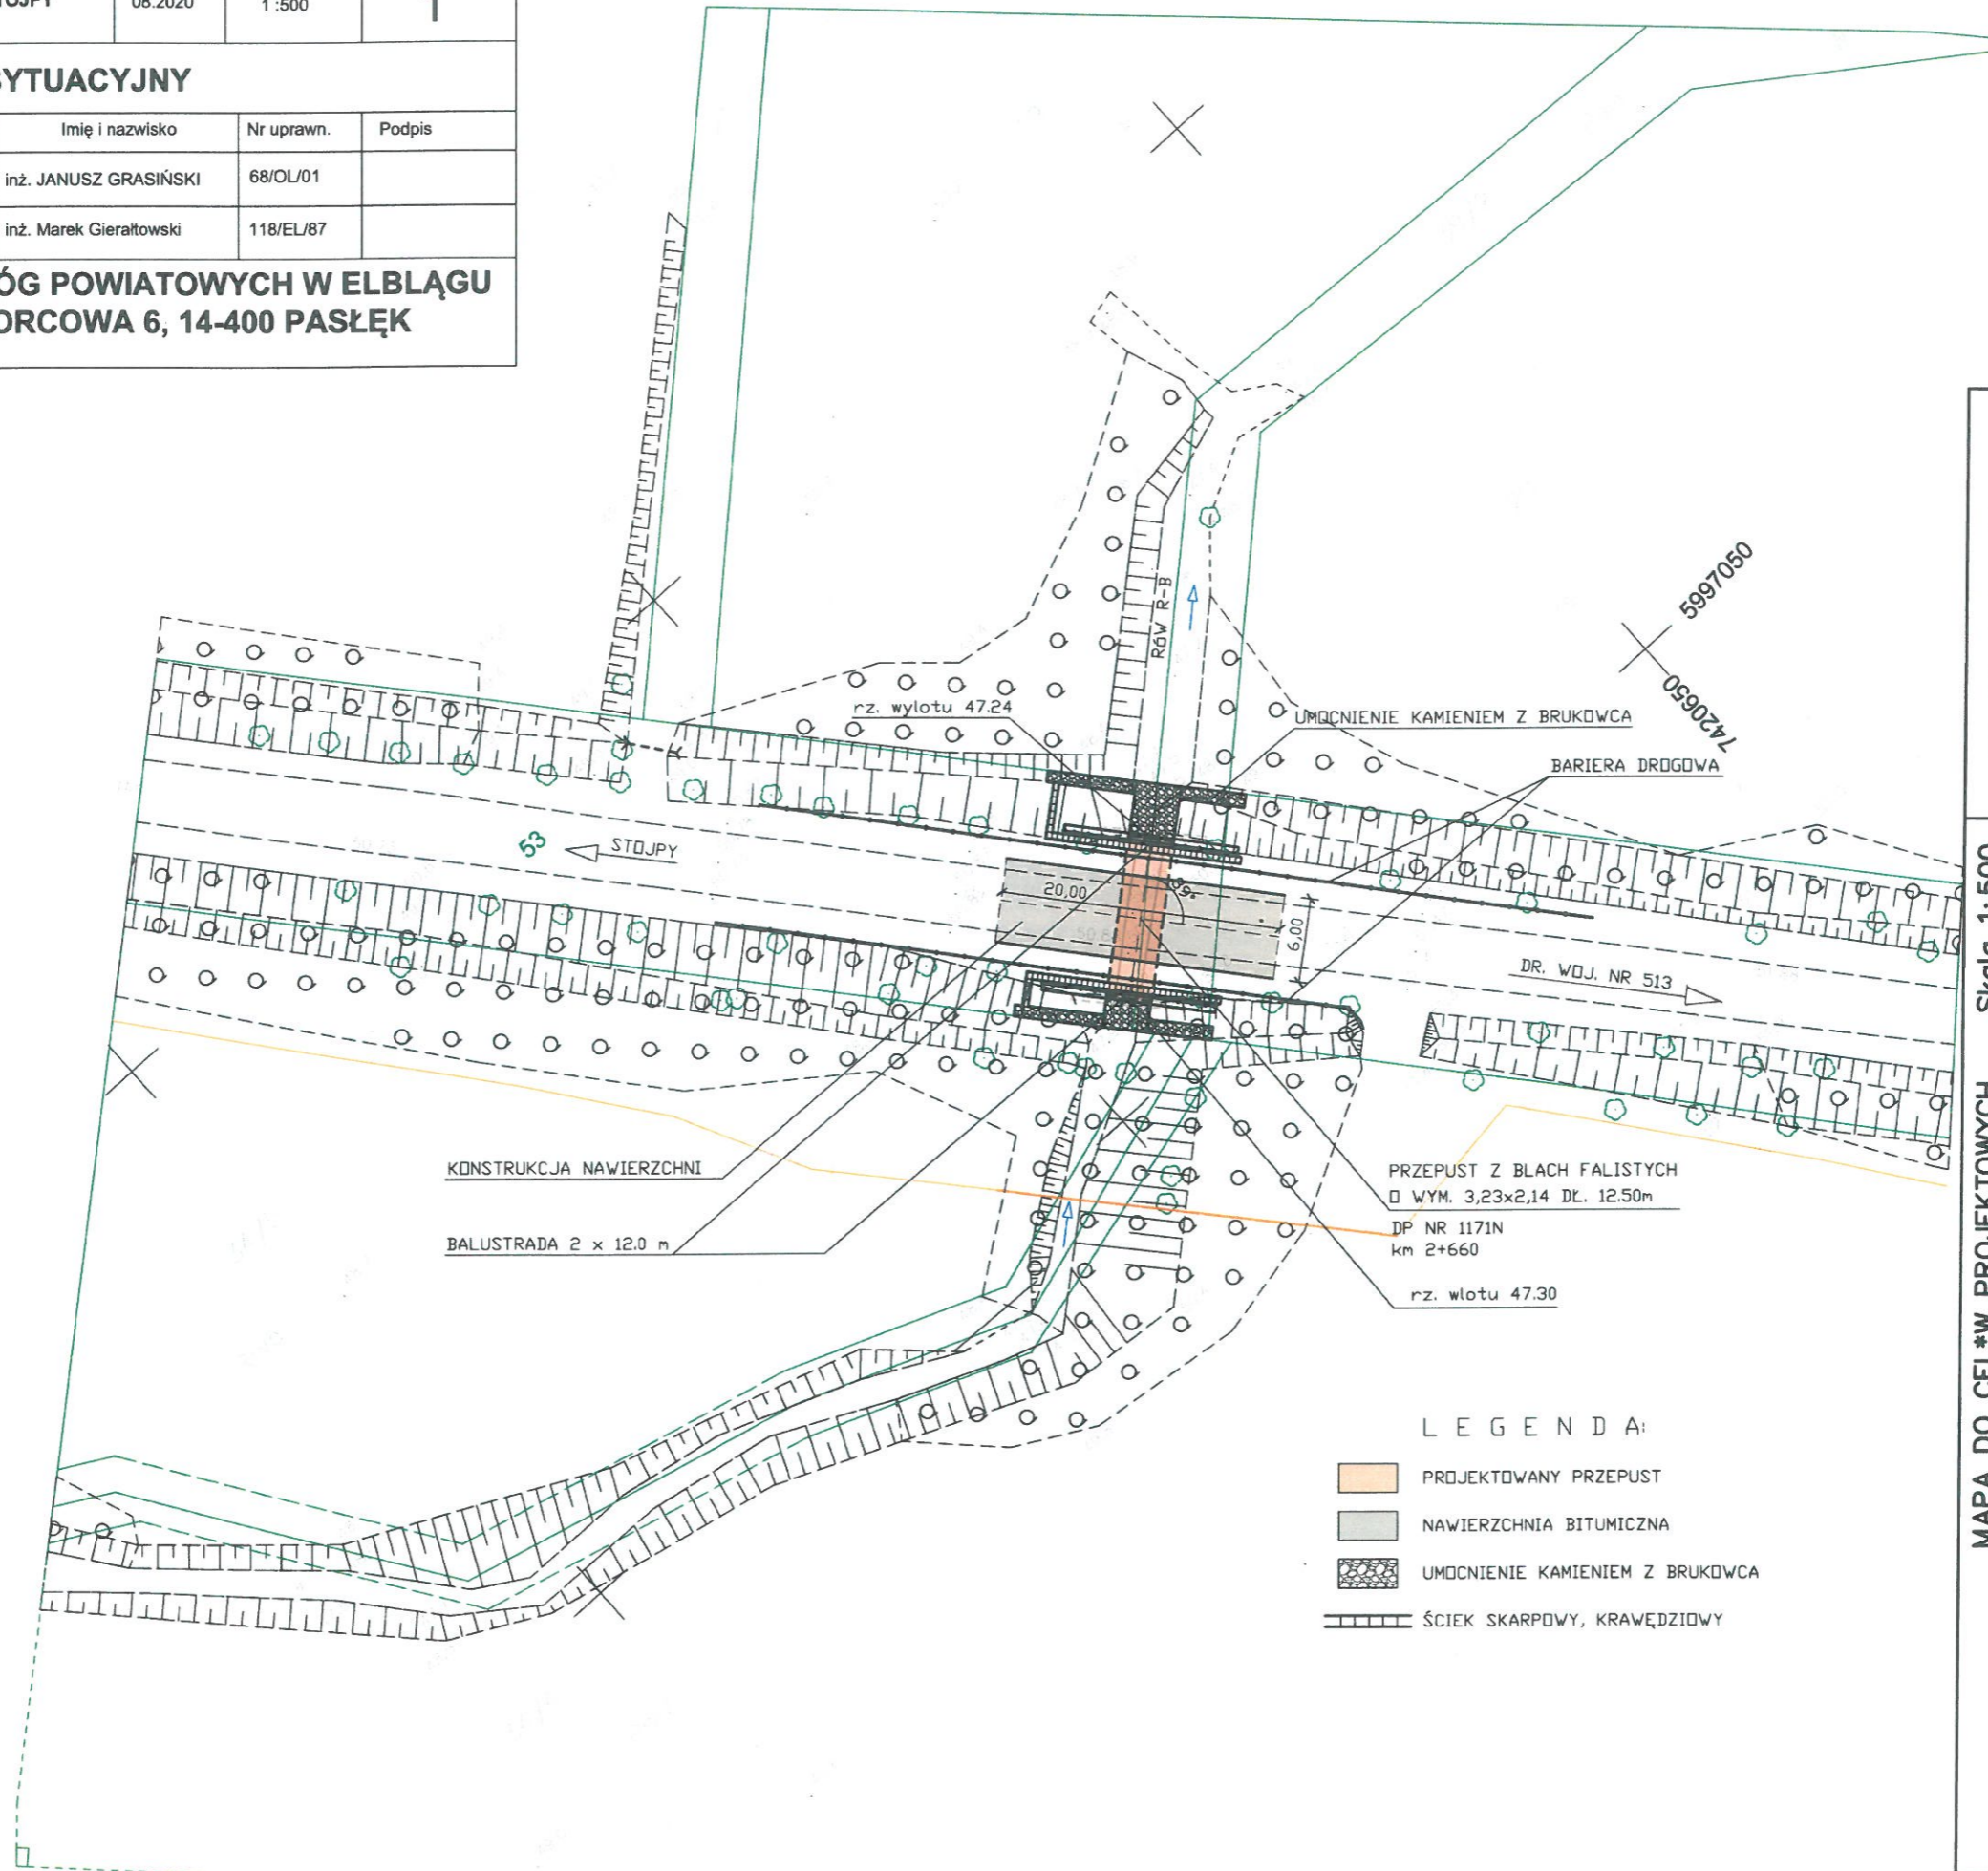 06.2020
1 :500
1
SYTUACYJNY
Imię i nazwisko
Nr uprawn.
Podpis
inż. JANUSZ GRASIŃSKI
68/OL/01
inż. Marek Gierałtowski
118/EL/87
ÓG POWIATOWYCH W ELBLĄGU
ORCOWA 6, 14-400 PASŁĘK
5997050
7420650
RÓW R-B
rz. wylotu 47.24
UMOCNIENIE KAMIENIEM Z BRUKOWCA
BARIERA DROGOWA
53
STOJPY
20,00
6,00
DR. WOJ. NR 513
KONSTRUKCJA NAWIERZCHNI
BALUSTRADA 2 x 12.0 m
PRZEPUST Z BLACH FALISTYCH
O WYM. 3,23x2,14 DŁ. 12.50m
DP NR 1171N
km 2+660
rz. wlotu 47.30
L E G E N D A:
PROJEKTOWANY PRZEPUST
NAWIERZCHNIA BITUMICZNA
UMOCNIENIE KAMIENIEM Z BRUKOWCA
ŚCIEK SKARPOWY, KRAWĘDZIOWY
MAPA DO CEL*W PROJEKTOWYCH
Skala 1:500